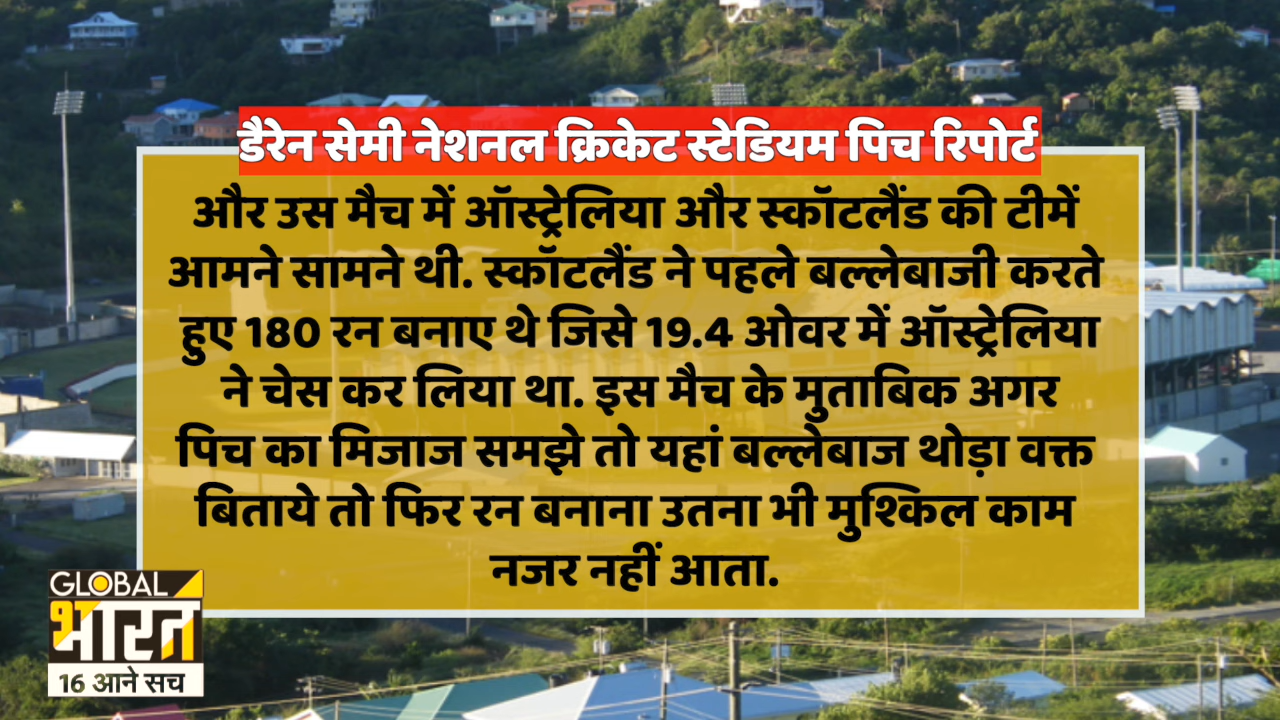 डैरेन सेमी नेशनल क्रिकेट स्टेडियम पिच रिपोर्ट
और उस मैच में ऑस्ट्रेलिया और स्कॉटलैंड की टीमें
आमने सामने थी. स्कॉटलैंड ने पहले बल्लेबाजी करते
हुए 180 रन बनाए थे जिसे 19.4 ओवर में ऑस्ट्रेलिया
ने चेस कर लिया था. इस मैच के मुताबिक अगर
पिच का मिजाज समझे तो यहां बल्लेबाज थोड़ा वक्त
बिताये तो फिर रन बनाना उतना भी मुश्किल काम
नजर नहीं आता.
GLOBAL
भारत
16 आने सच